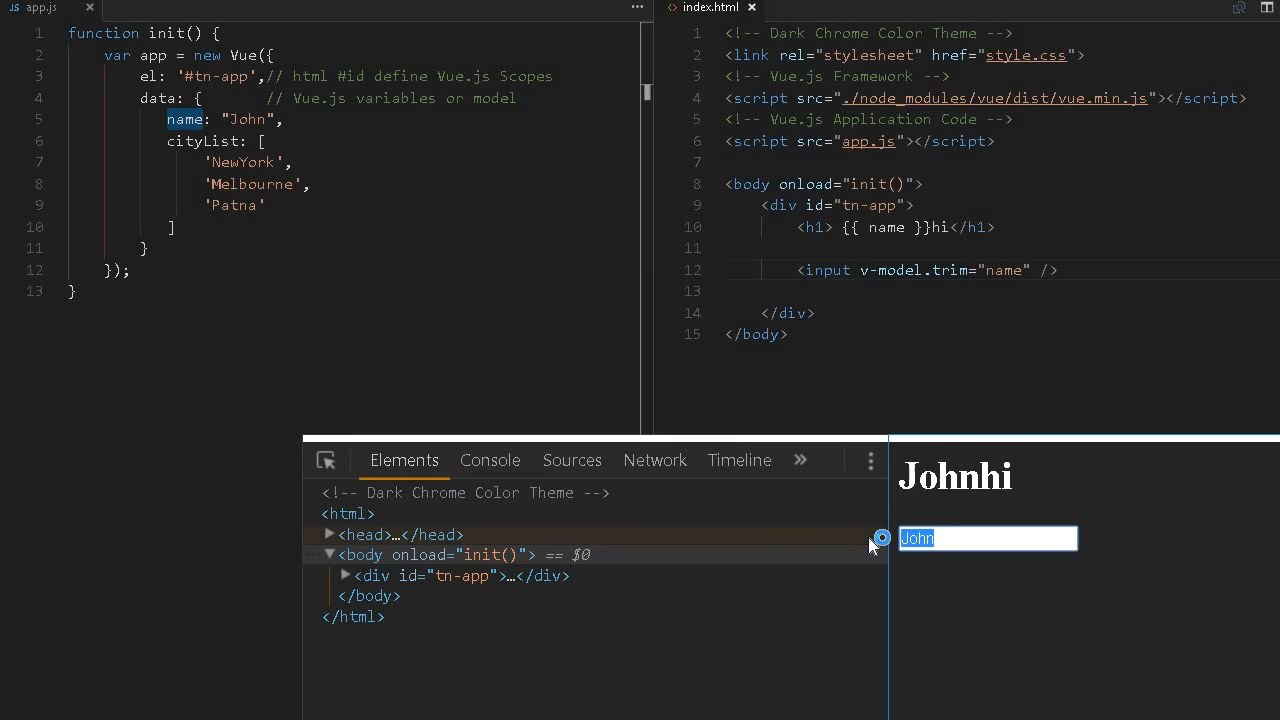 JS app.js × ···
1 function init() {
2 var app = new Vue({
3 el: '#tn-app',// html #id define Vue.js Scopes
4 data: { // Vue.js variables or model
5 name: "John",
6 cityList: [
7 'NewYork',
8 'Melbourne',
9 'Patna'
10 ]
11 }
12 });
13 }
<> index.html ×
1 <!-- Dark Chrome Color Theme -->
2 <link rel="stylesheet" href="style.css">
3 <!-- Vue.js Framework -->
4 <script src="./node_modules/vue/dist/vue.min.js"></script>
5 <!-- Vue.js Application Code -->
6 <script src="app.js"></script>
7
8 <body onload="init()">
9 <div id="tn-app">
10 <h1> {{ name }}hi</h1>
11
12 <input v-model.trim="name" />
13
14 </div>
15 </body>
Elements Console Sources Network Timeline »
<!-- Dark Chrome Color Theme -->
<html>
<head>…</head>
<body onload="init()"> == $0
<div id="tn-app">…</div>
</body>
</html>
Johnhi
John